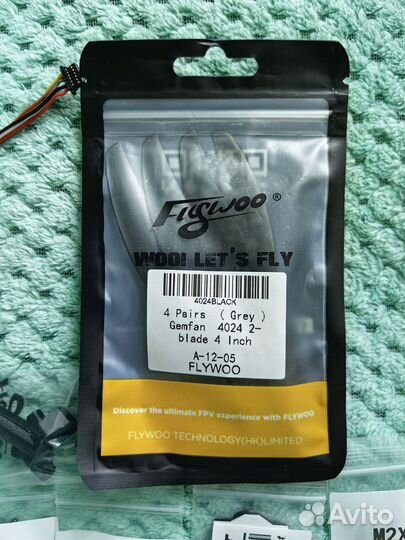 Flywoo®
WOO! LET'S FLY
4024BLACK
4 Pairs ( Grey )
Gemfan 4024 2-
blade 4 Inch
A-12-05
FLYWOO
Discover the ultimate FPV experience with FLYWOO
FLYWOO TECHNOLOGY(HK)LIMITED
M2X
Avito